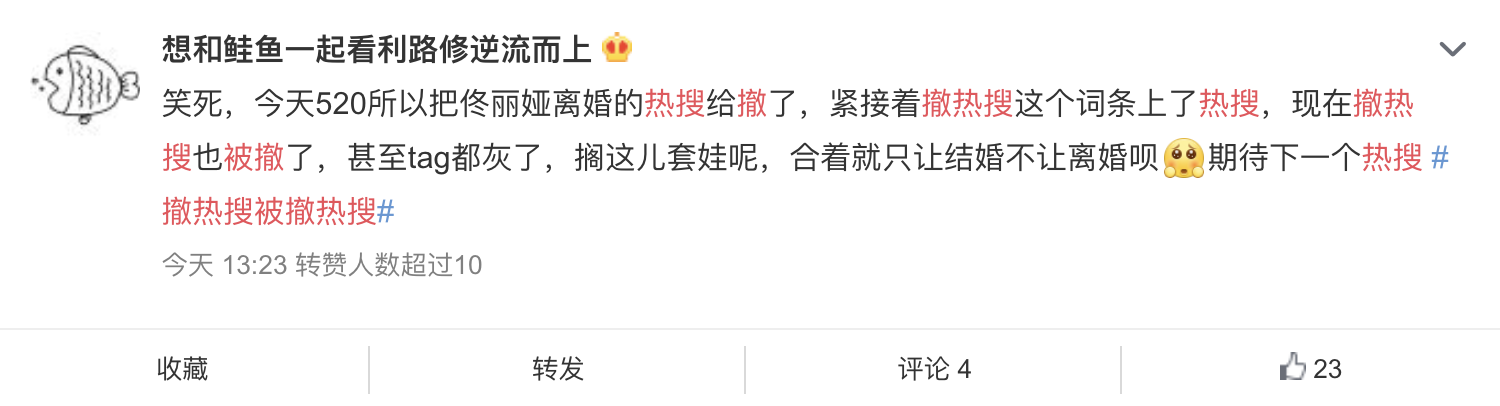 想和鲑鱼一起看利路修逆流而上
笑死，今天520所以把佟丽娅离婚的热搜给撤了，紧接着撤热搜这个词条上了热搜，现在撤热
搜也被撤了，甚至tag都灰了，搁这儿套娃呢，合着就只让结婚不让离婚呗🥺期待下一个热搜 #
撤热搜被撤热搜#
今天 13:23 转赞人数超过10
收藏 转发 评论 4 23